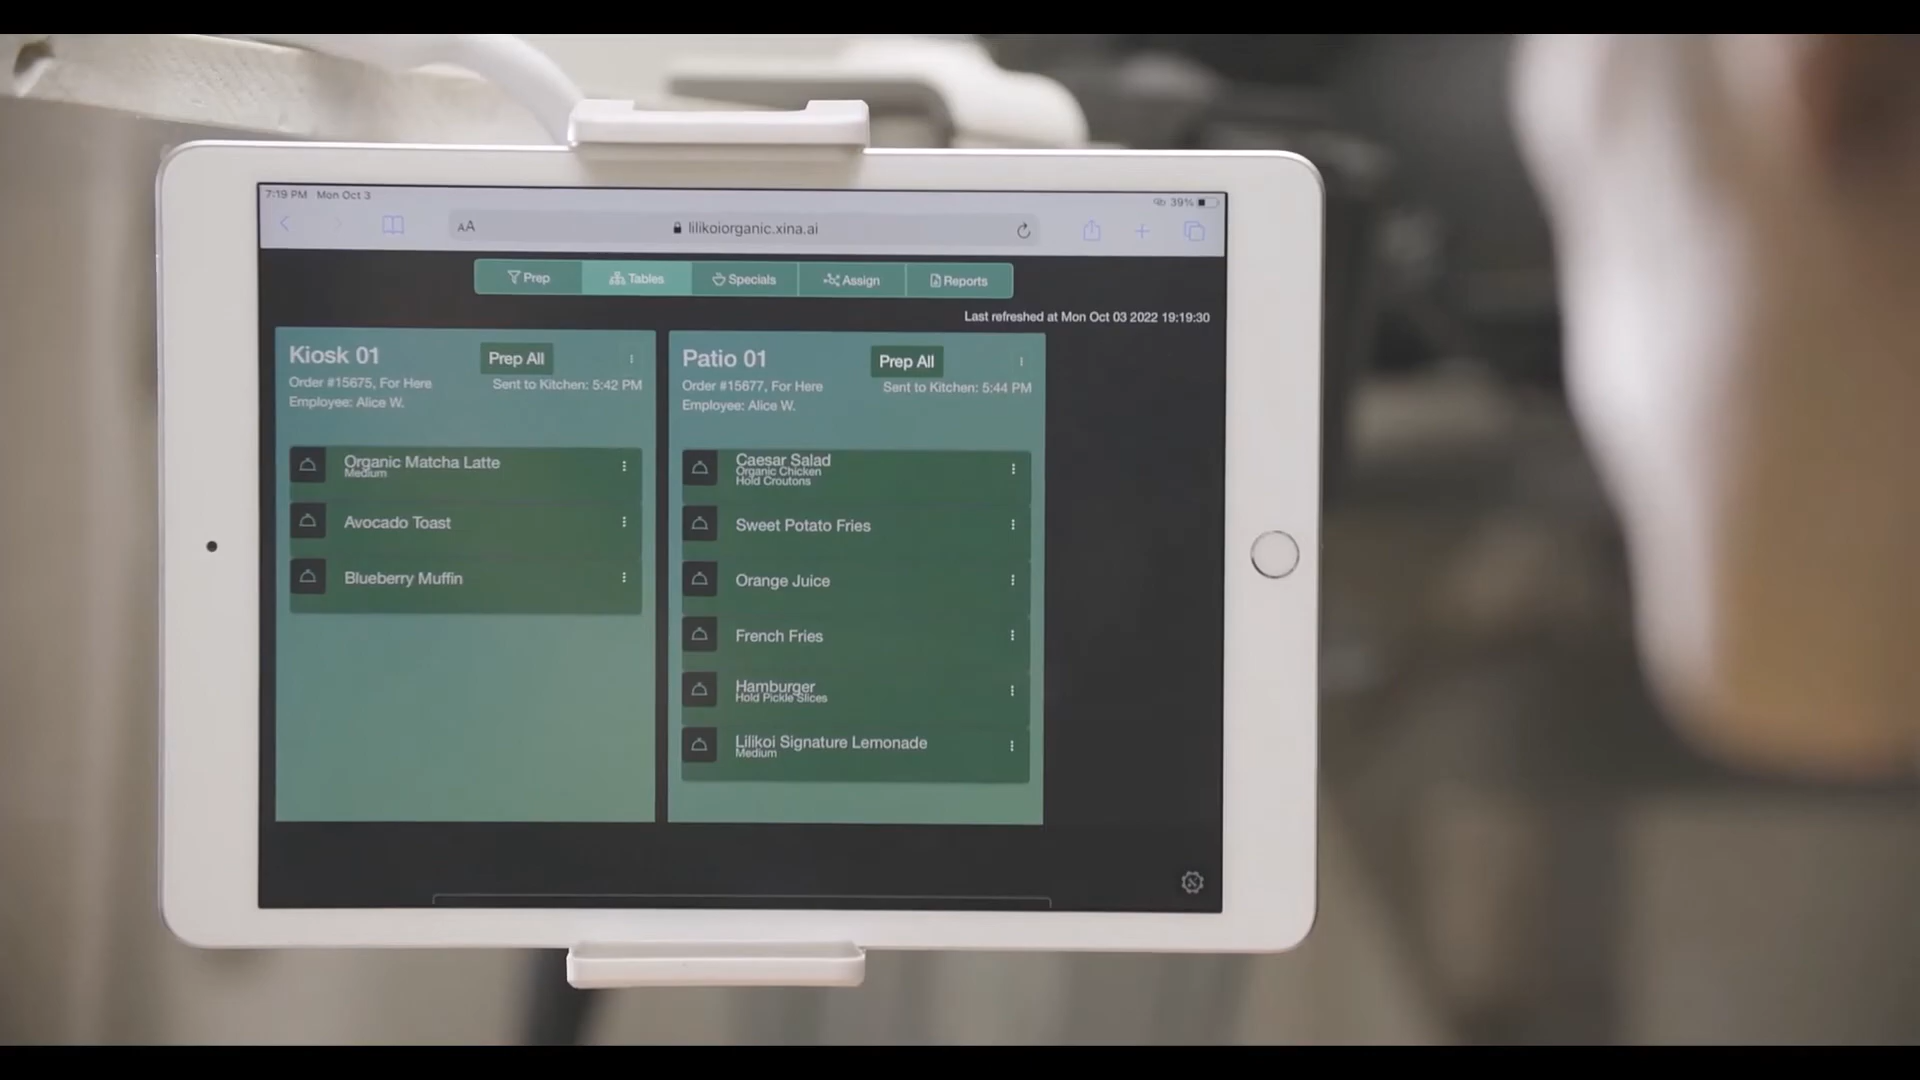 7:19 PM Mon Oct 3
39%
AA
lilikoiorganic.xina.ai
Prep
Tables
Specials
Assign
Reports
Last refreshed at Mon Oct 03 2022 19:19:30
Kiosk 01
Prep All
Order #15675, For Here
Sent to Kitchen: 5:42 PM
Employee: Alice W.
Organic Matcha Latte
Medium
Avocado Toast
Blueberry Muffin
Patio 01
Prep All
Order #15677, For Here
Sent to Kitchen: 5:44 PM
Employee: Alice W.
Caesar Salad
Organic Chicken
Hold Croutons
Sweet Potato Fries
Orange Juice
French Fries
Hamburger
Hold Pickle Slices
Lilikoi Signature Lemonade
Medium